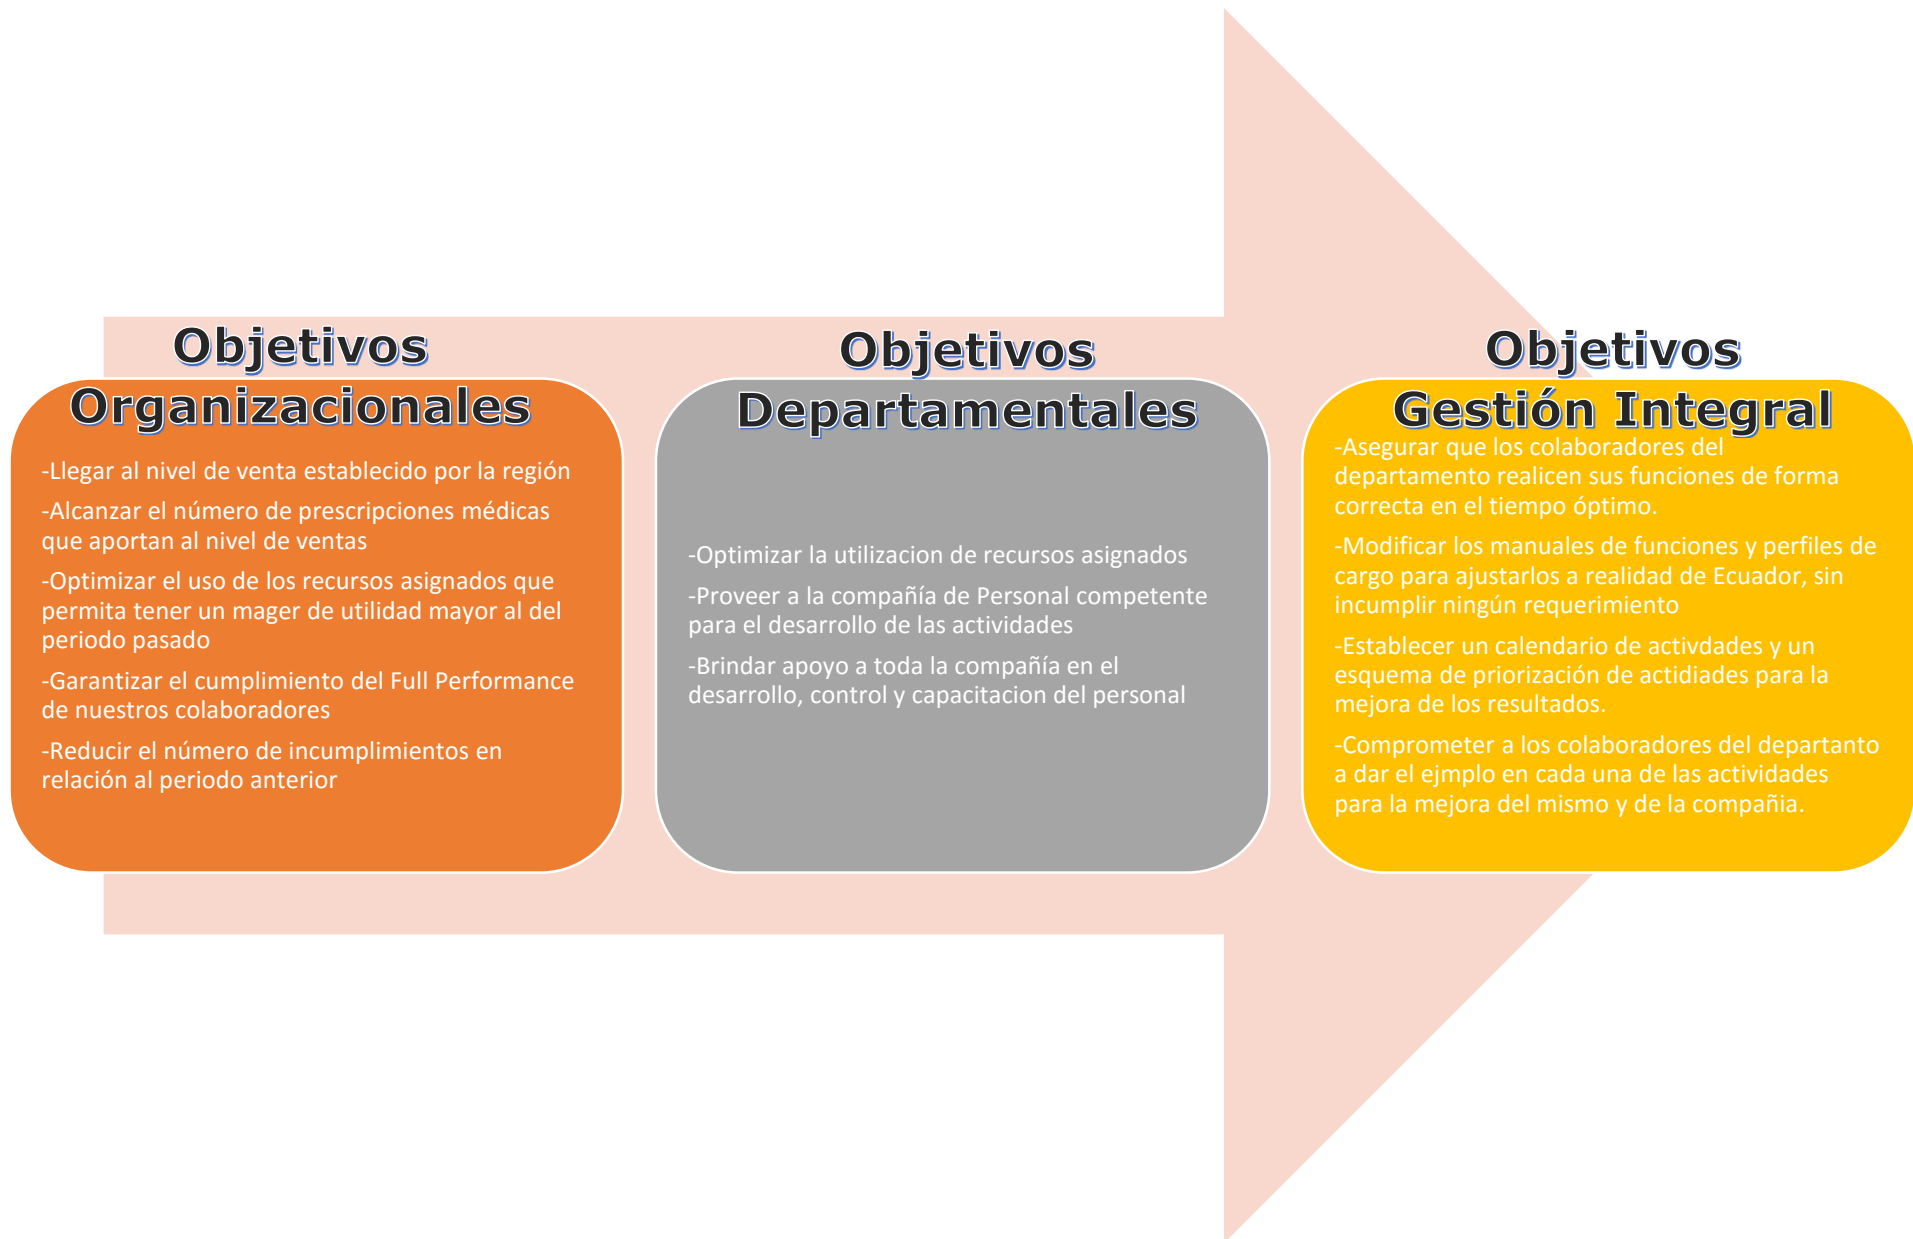 Objetivos
Organizacionales
-Llegar al nivel de venta establecido por la región
-Alcanzar el número de prescripciones médicas
que aportan al nivel de ventas
-Optimizar el uso de los recursos asignados que
permita tener un mager de utilidad mayor al del
periodo pasado
-Garantizar el cumplimiento del Full Performance
de nuestros colaboradores
-Reducir el número de incumplimientos en
relación al periodo anterior
Objetivos
Departamentales
-Optimizar la utilizacion de recursos asignados
-Proveer a la compañía de Personal competente
para el desarrollo de las actividades
-Brindar apoyo a toda la compañía en el
desarrollo, control y capacitacion del personal
Objetivos
Gestión Integral
-Asegurar que los colaboradores del
departamento realicen sus funciones de forma
correcta en el tiempo óptimo.
-Modificar los manuales de funciones y perfiles de
cargo para ajustarlos a realidad de Ecuador, sin
incumplir ningún requerimiento
-Establecer un calendario de activdades y un
esquema de priorización de actidiades para la
mejora de los resultados.
-Comprometer a los colaboradores del departanto
a dar el ejmplo en cada una de las actividades
para la mejora del mismo y de la compañia.